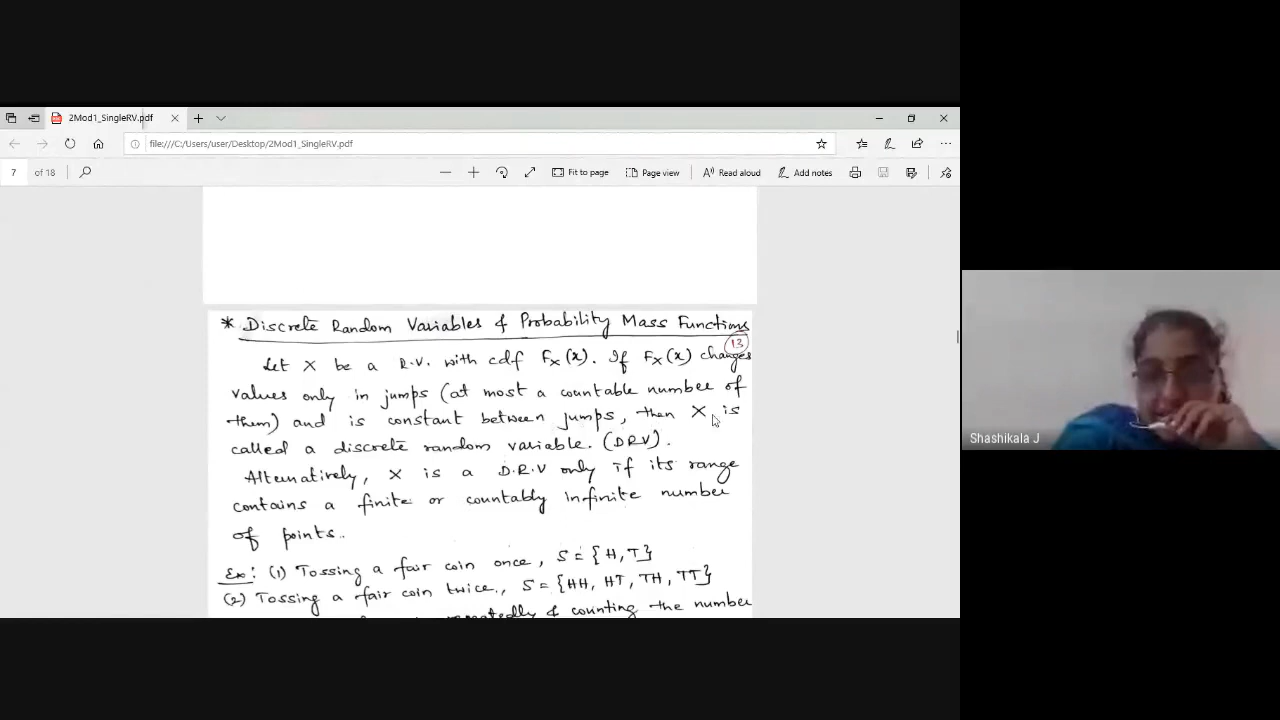 2Mod1_SingleRV.pdf
file:///C:/Users/user/Desktop/2Mod1_SingleRV.pdf
7 of 18
Fit to page
Page view
Read aloud
Add notes
* Discrete Random Variables & Probability Mass Functions
13
Let X be a R.V. with cdf Fx(x). If Fx(x) changes
values only in jumps (at most a countable number of
them) and is constant between jumps, then X is
called a discrete random variable. (DRV).
Alternatively, X is a D.R.V only if its range
contains a finite or countably infinite number
of points.
Ex: (1) Tossing a fair coin once, S = {H,T}
(2) Tossing a fair coin twice, S = {HH, HT, TH, TT}
repeatedly & counting the number
Shashikala J